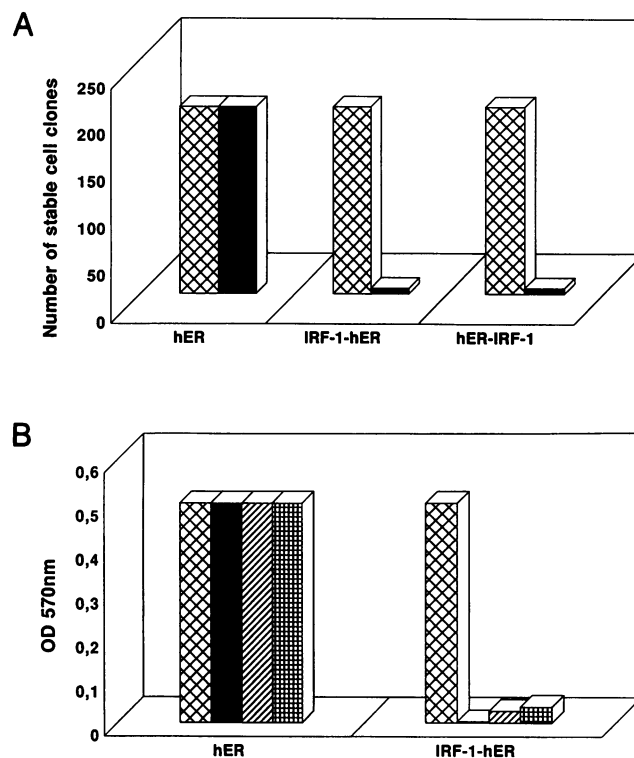 A
Number of stable cell clones
250
200
150
100
50
0
hER
IRF-1-hER
hER-IRF-1
B
OD 570nm
0,6
0,5
0,4
0,3
0,2
0,1
0
hER
IRF-1-hER